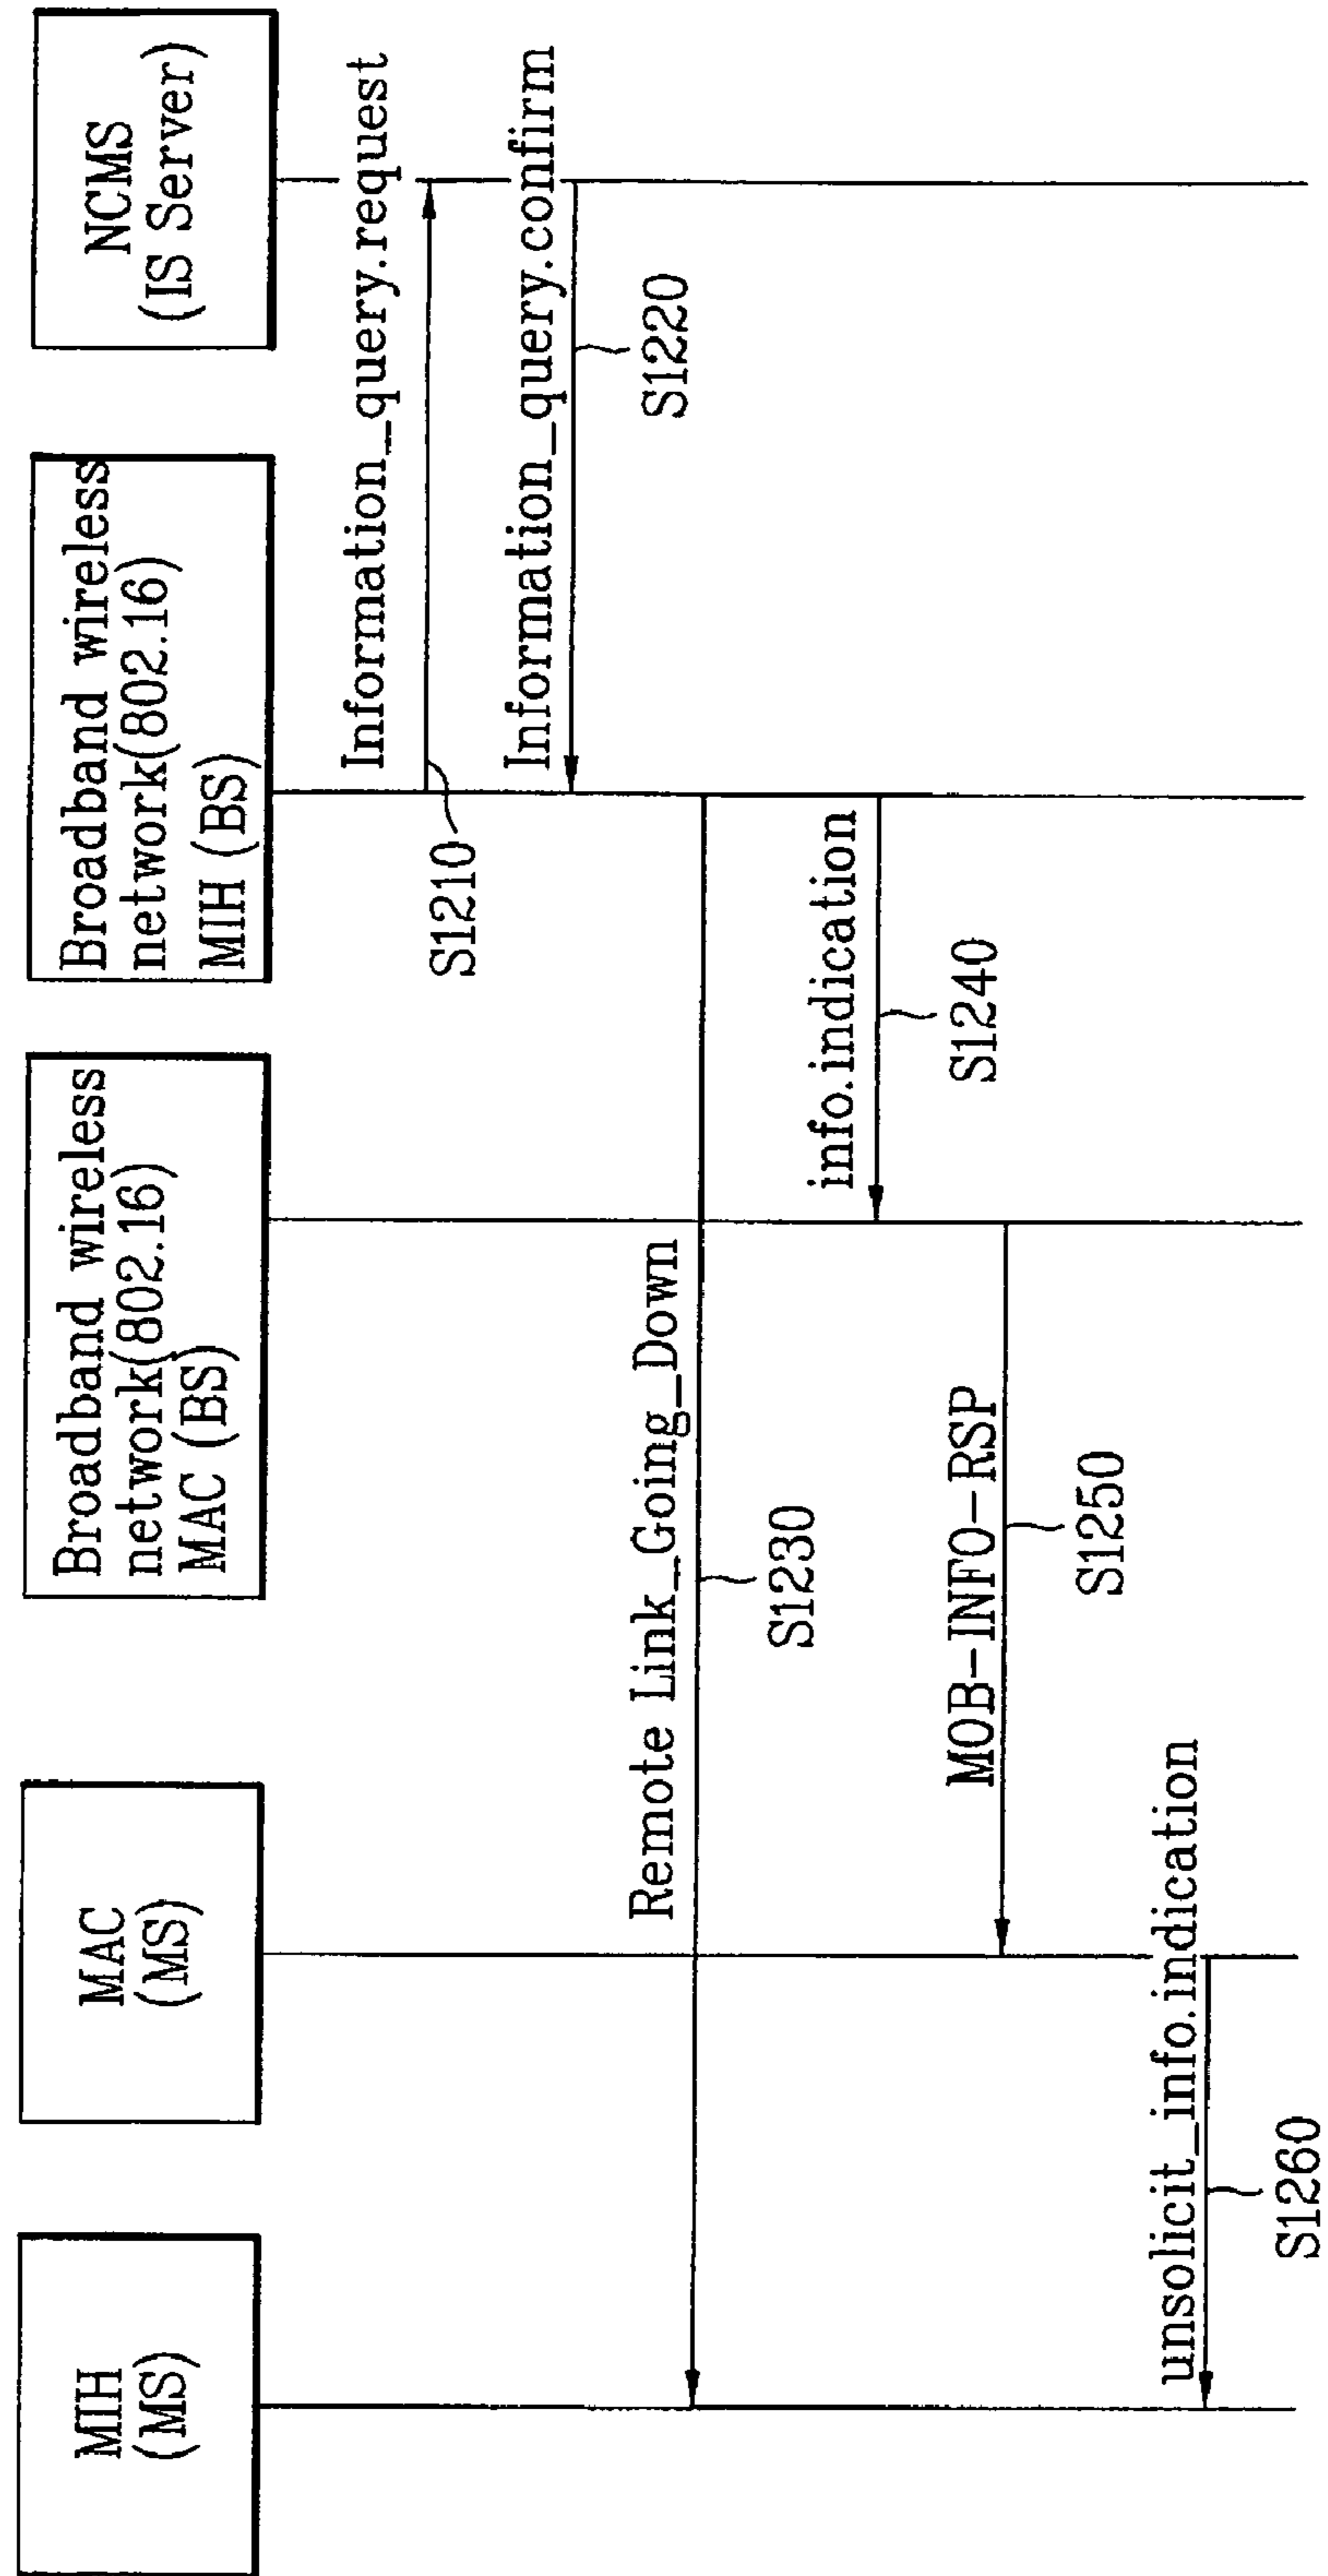 MIH
(MS)
MAC
(MS)
Broadband wireless
network(802.16)
MAC (BS)
Broadband wireless
network(802.16)
MIH (BS)
NCMS
(IS Server)
Information_query.request
S1210
Information_query.confirm
S1220
Remote Link_Going_Down
S1230
info.indication
S1240
MOB-INFO-RSP
S1250
unsolicit_info.indication
S1260